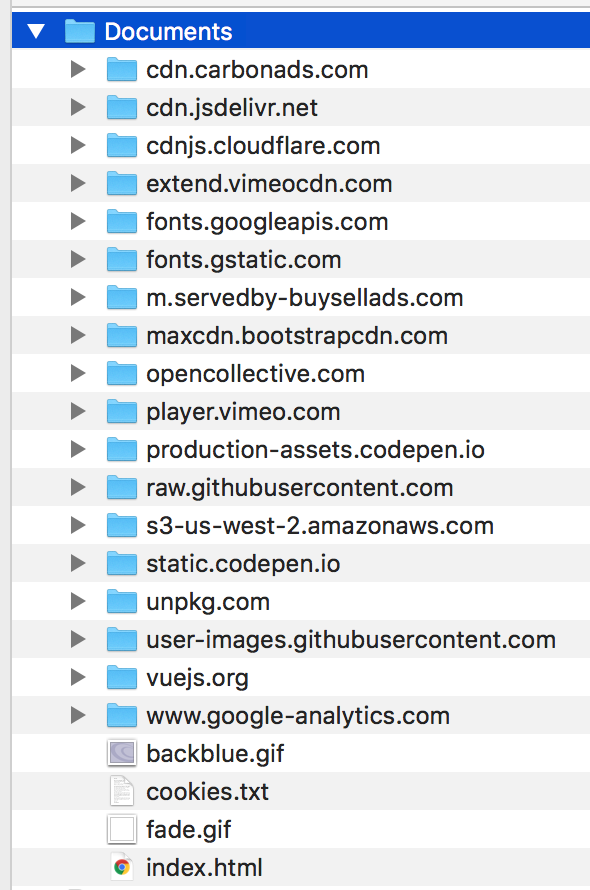 Documents
cdn.carbonads.com
cdn.jsdelivr.net
cdnjs.cloudflare.com
extend.vimeocdn.com
fonts.googleapis.com
fonts.gstatic.com
m.servedby-buysellads.com
maxcdn.bootstrapcdn.com
opencollective.com
player.vimeo.com
production-assets.codepen.io
raw.githubusercontent.com
s3-us-west-2.amazonaws.com
static.codepen.io
unpkg.com
user-images.githubusercontent.com
vuejs.org
www.google-analytics.com
backblue.gif
cookies.txt
fade.gif
index.html